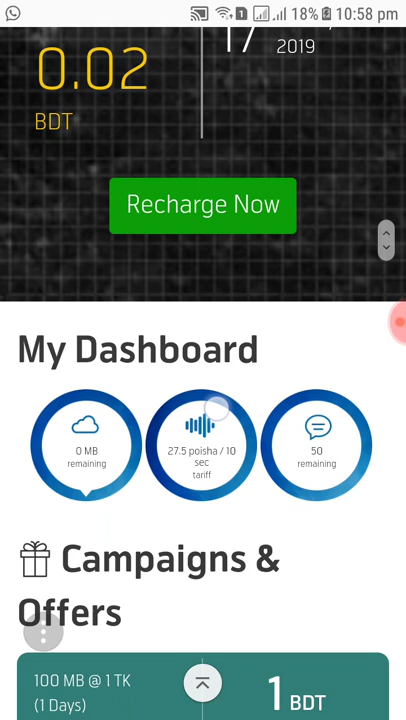 1 18% 10:58 pm
17
2019
0.02
BDT
Recharge Now
My Dashboard
0 MB
remaining
27.5 poisha / 10
sec
tariff
50
remaining
Campaigns &
Offers
100 MB @ 1 TK
(1 Days)
1 BDT